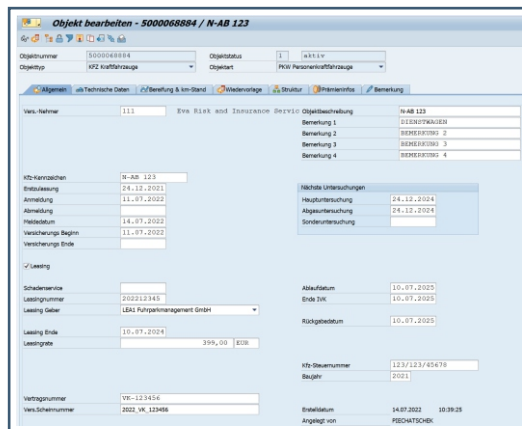 Objekt bearbeiten - 5000068884 / N-AB 123
Objektnummer 5000068884 Objektstatus 1 aktiv
Objekttyp KFZ Kraftfahrzeuge Objektart PKW Personenkraftfahrzeuge
Allgemein Technische Daten Bereifung & km-Stand Wiedervorlage Struktur Prämieninfos Bemerkung
Vers.-Nehmer 111 Eva Risk and Insurance Servic Objektbeschreibung N-AB 123
Bemerkung 1 DIENSTWAGEN
Bemerkung 2 BEMERKUNG 2
Bemerkung 3 BEMERKUNG 3
Bemerkung 4 BEMERKUNG 4
Kfz-Kennzeichen N-AB 123
Erstzulassung 24.12.2021 Nächste Untersuchungen
Anmeldung 11.07.2022 Hauptuntersuchung 24.12.2024
Abmeldung Abgasuntersuchung 24.12.2024
Meldedatum 14.07.2022 Sonderuntersuchung
Versicherungs Beginn 11.07.2022
Versicherungs Ende
Leasing
Schadenservice Ablaufdatum 10.07.2025
Leasingnummer 202212345 Ende IVK 10.07.2025
Leasing Geber LEA1 Fuhrparkmanagement GmbH
Rückgabedatum 10.07.2025
Leasing Ende 10.07.2024
Leasingrate 399,00 EUR
Kfz-Steuernummer 123/123/45678
Baujahr 2021
Vertragsnummer VK-123456
Vers.Scheinnummer 2022_VK_123456 Erstelldatum 14.07.2022 10:39:25
Angelegt von PIECHATSCHEK